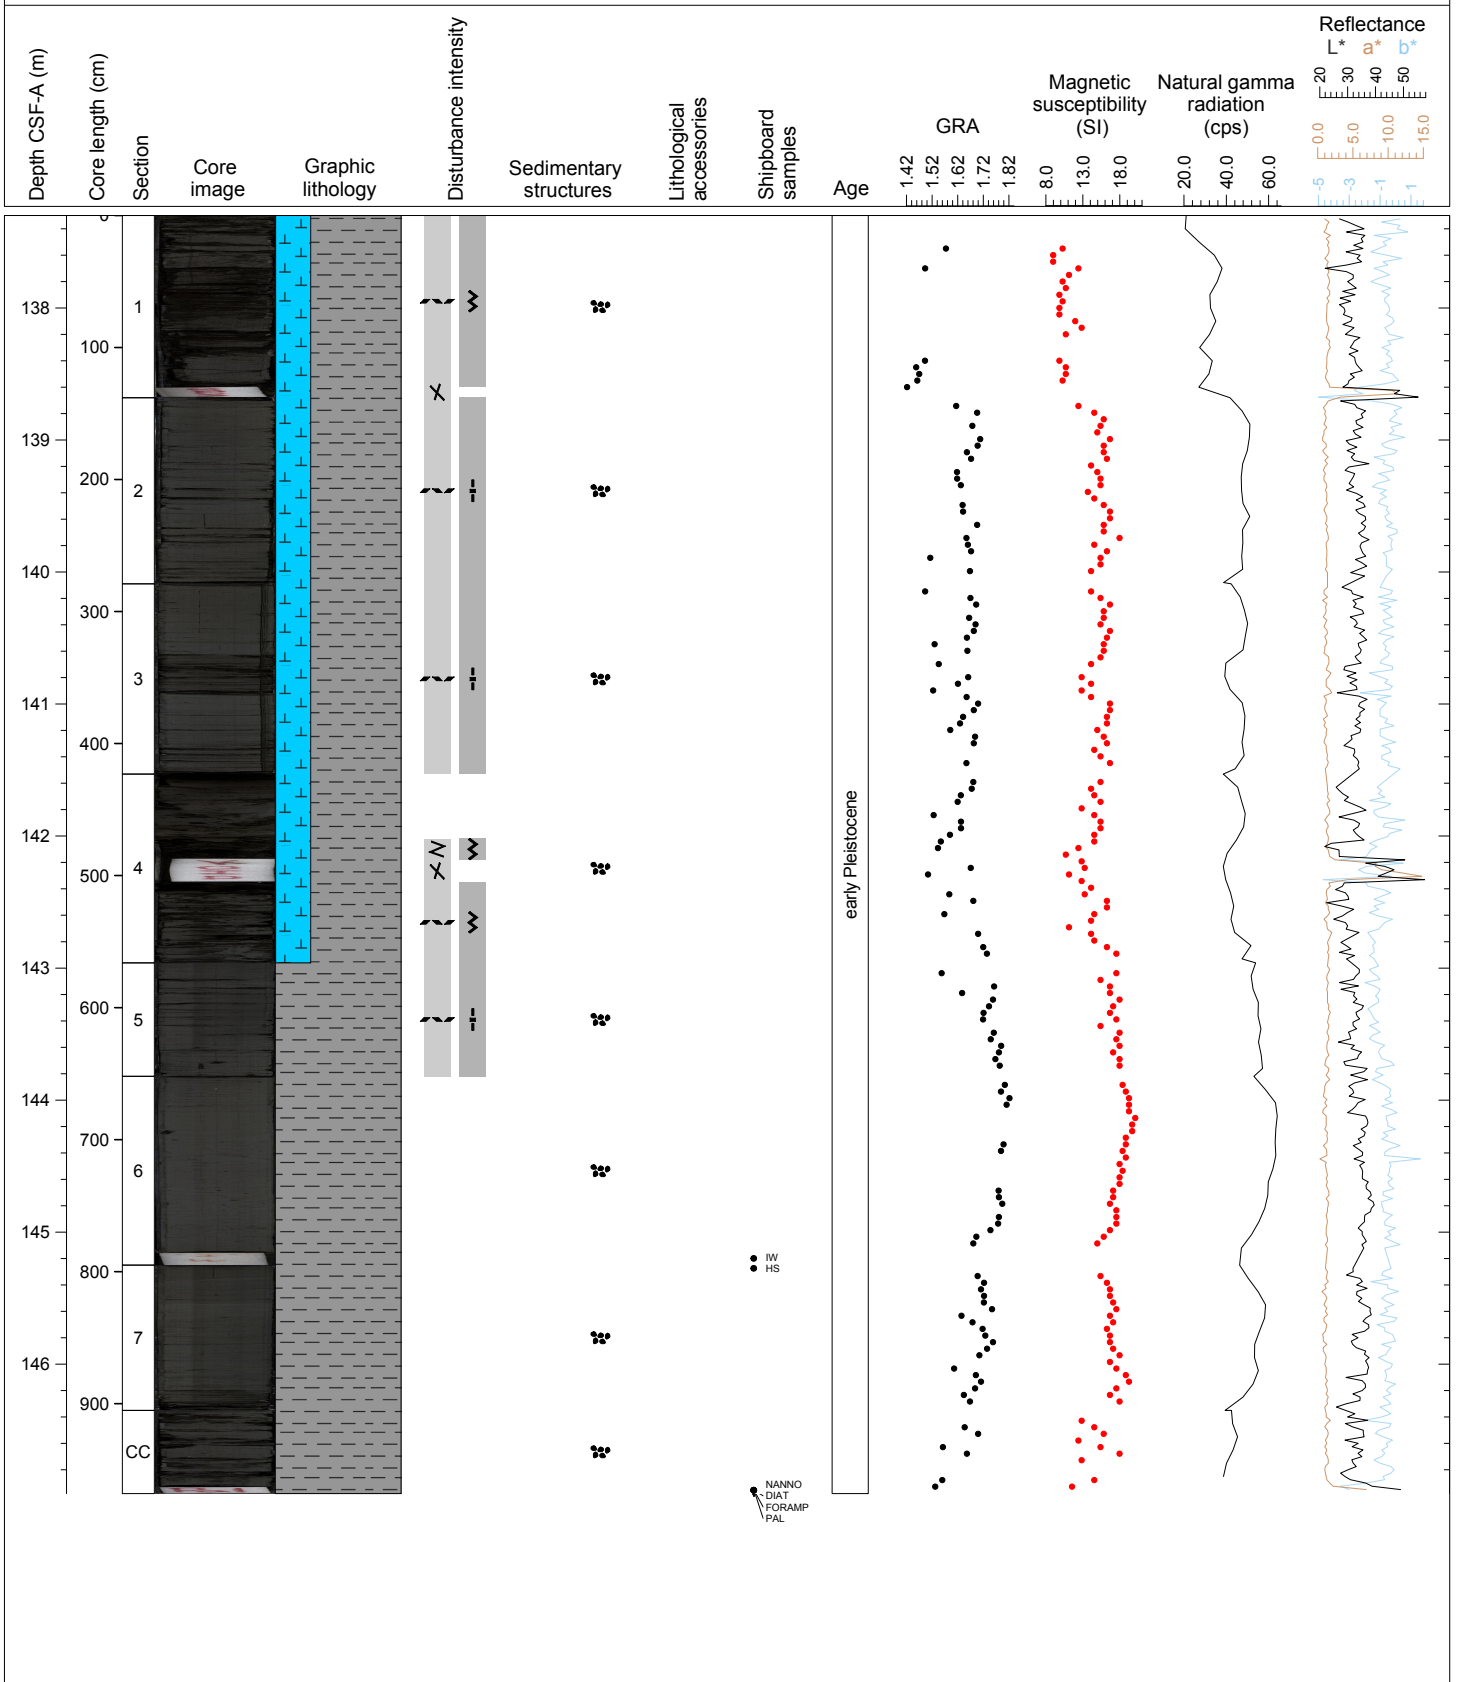 Depth CSF-A (m)
Core length (cm)
Section
Core
image
Graphic
lithology
Disturbance intensity
Sedimentary
structures
Lithological
accessories
Shipboard
samples
Age
GRA
1.42 1.52 1.62 1.72 1.82
Magnetic
susceptibility
(SI)
8.0 13.0 18.0
Natural gamma
radiation
(cps)
20.0 40.0 60.0
Reflectance
L* a* b*
20 30 40 50
0.0 5.0 10.0 15.0
-5 -3 -1 1
0
1
138
100
139
200
2
140
300
3
141
400
142
4
500
early Pleistocene
143
600
5
144
700
6
145
IW
800
HS
7
146
900
CC
NANNO
DIAT
FORAMP
PAL